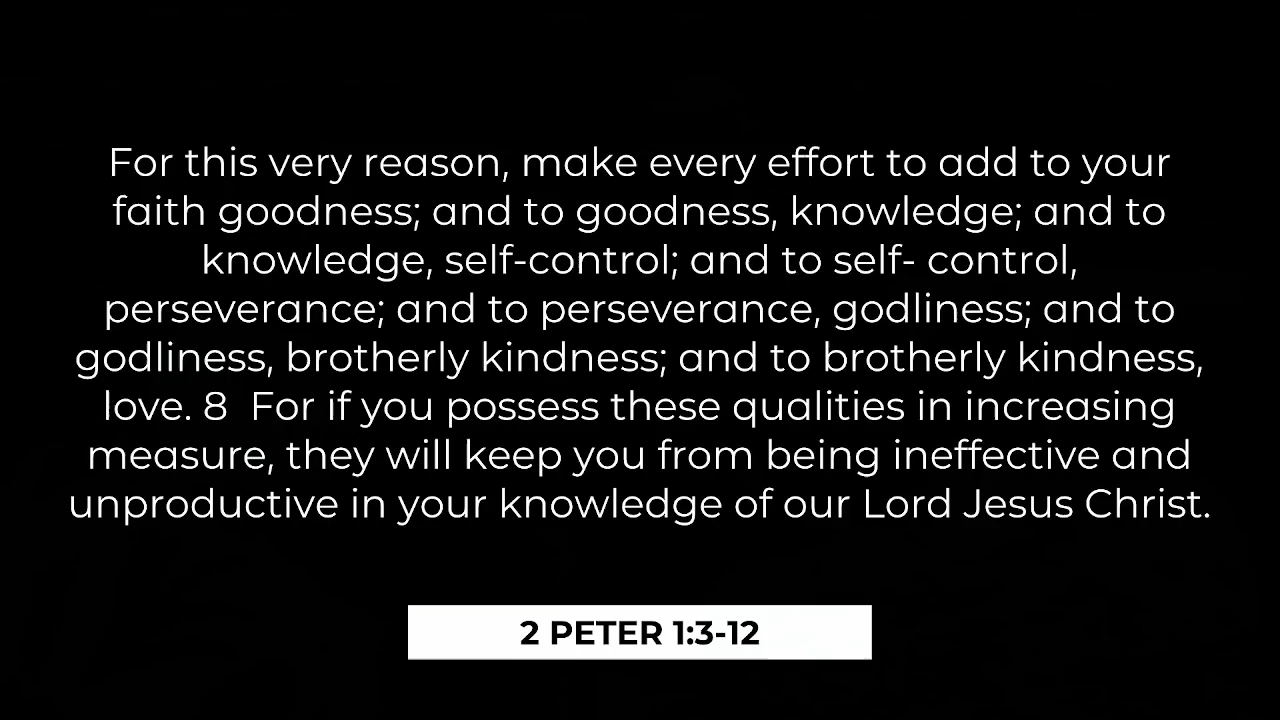 For this very reason, make every effort to add to your
faith goodness; and to goodness, knowledge; and to
knowledge, self-control; and to self- control,
perseverance; and to perseverance, godliness; and to
godliness, brotherly kindness; and to brotherly kindness,
love. 8  For if you possess these qualities in increasing
measure, they will keep you from being ineffective and
unproductive in your knowledge of our Lord Jesus Christ.
2 PETER 1:3-12